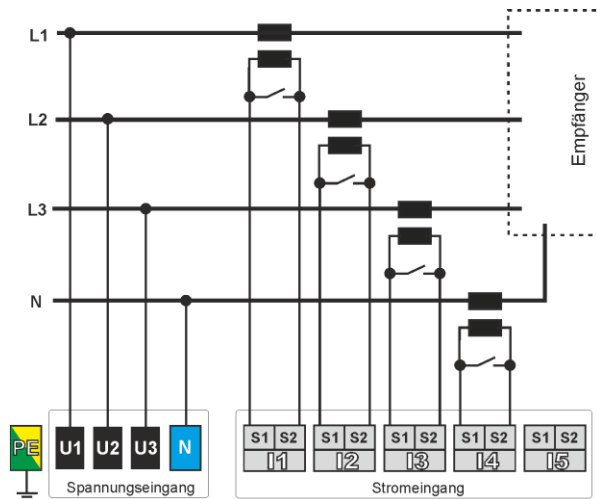 L1
L2
L3
N
Empfänger
PE U1 U2 U3 N
S1 S2 S1 S2 S1 S2 S1 S2 S1 S2
I1 I2 I3 I4 I5
Spannungseingang
Stromeingang